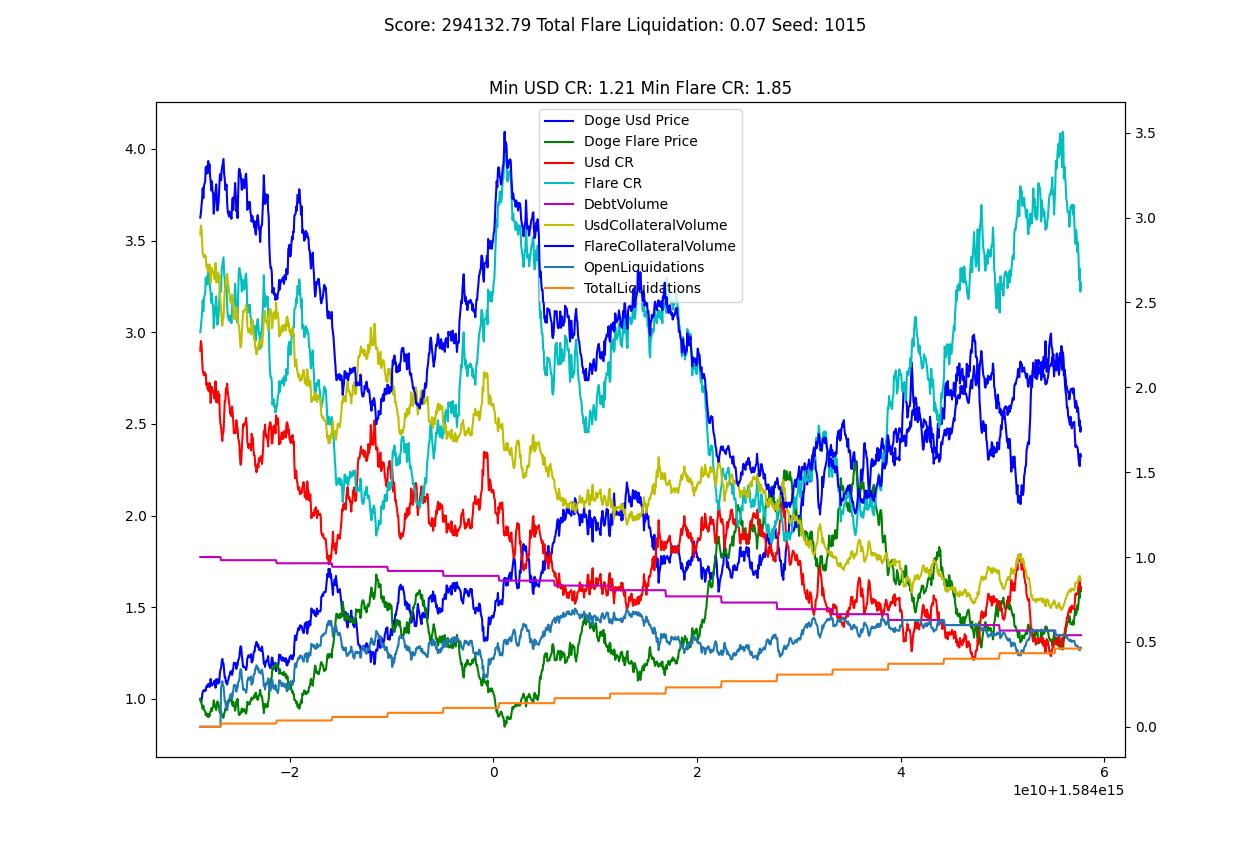 Score: 294132.79 Total Flare Liquidation: 0.07 Seed: 1015
Min USD CR: 1.21 Min Flare CR: 1.85
Doge Usd Price
Doge Flare Price
Usd CR
Flare CR
DebtVolume
UsdCollateralVolume
FlareCollateralVolume
OpenLiquidations
TotalLiquidations
4.0
3.5
3.0
2.5
2.0
1.5
1.0
3.5
3.0
2.5
2.0
1.5
1.0
0.5
0.0
−2 0 2 4 6
1e10+1.584e15